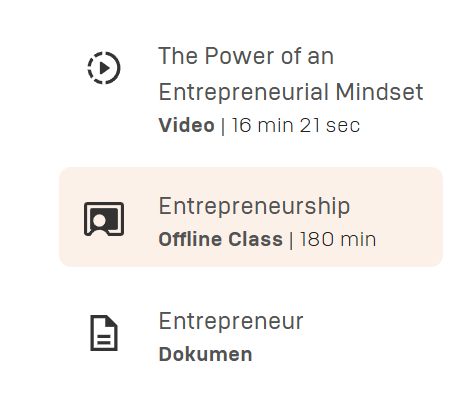 The Power of an
Entrepreneurial Mindset
Video | 16 min 21 sec
Entrepreneurship
Offline Class | 180 min
Entrepreneur
Dokumen